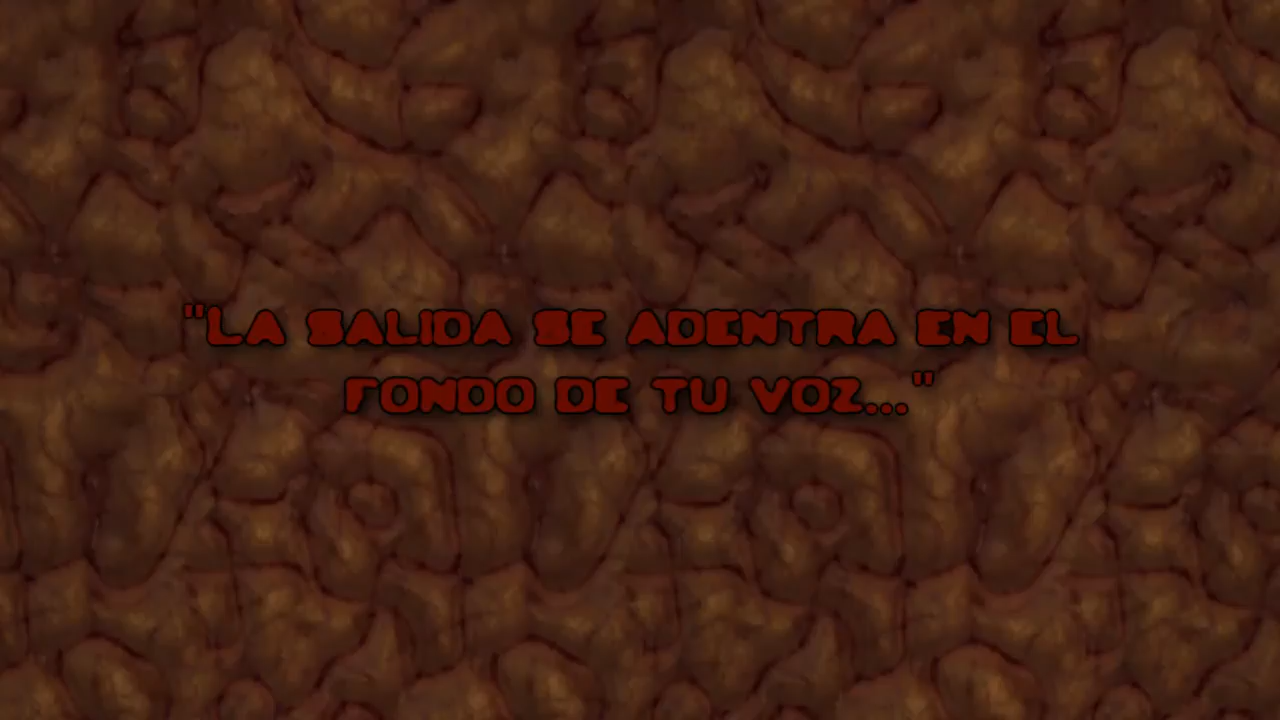 "LA SALIDA SE ADENTRA EN EL
FONDO DE TU VOZ..."